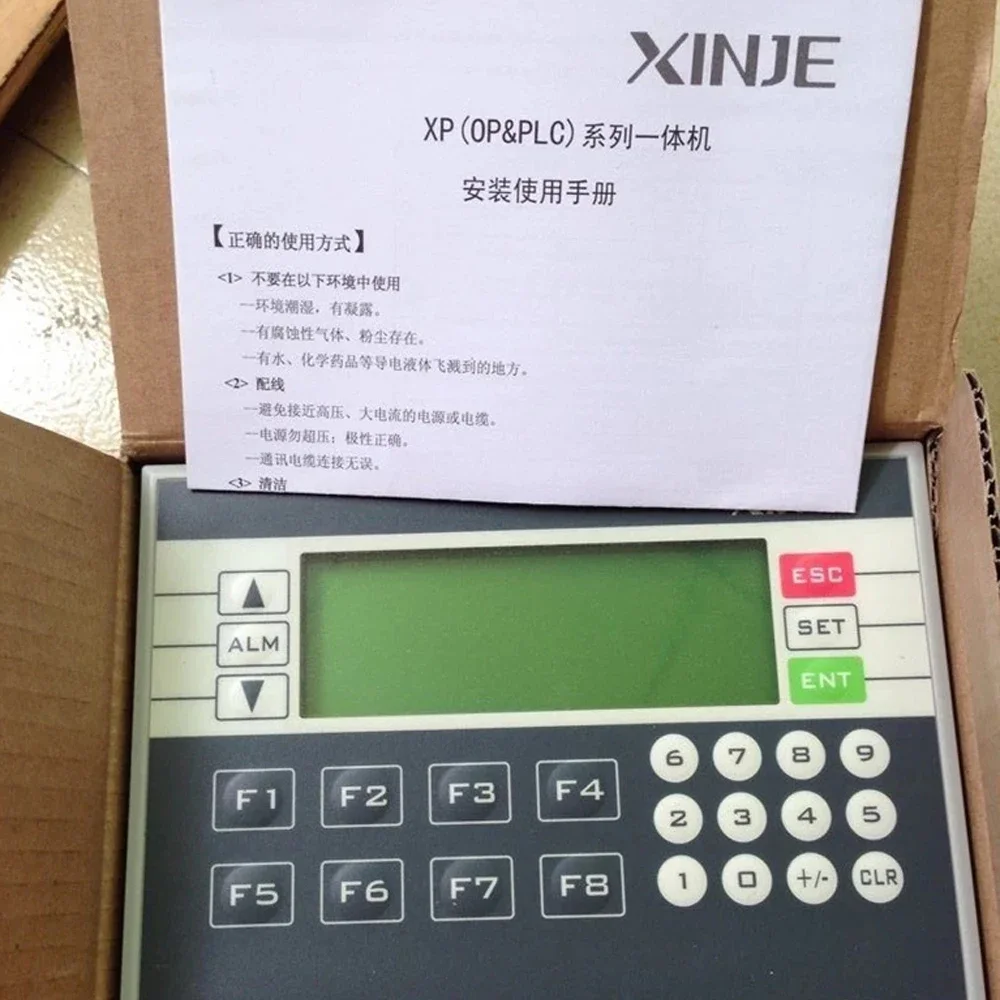 XINJE
XP(OP&PLC)系列一体机
安装使用手册
【正确的使用方式】
<1> 不要在以下环境中使用
—环境潮湿，有凝露。
—有腐蚀性气体、粉尘存在。
—有水、化学药品等导电液体飞溅到的地方。
<2> 配线
—避免接近高压、大电流的电源或电缆。
—电源勿超压；极性正确。
—通讯电缆连接无误。
<3> 清洁
▲
ALM
▼
ESC
SET
ENT
F1 F2 F3 F4
F5 F6 F7 F8
6 7 8 9
2 3 4 5
1 0 +/- CLR